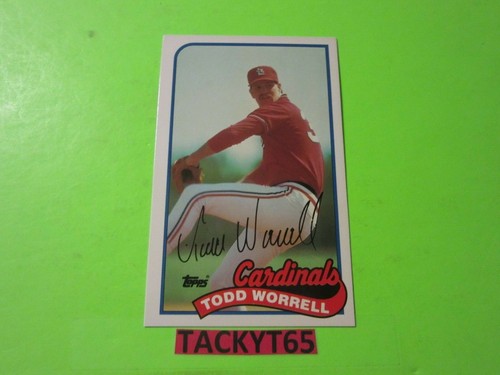 Todd Worrell
Topps
Cardinals
TODD WORRELL
TACKYT65